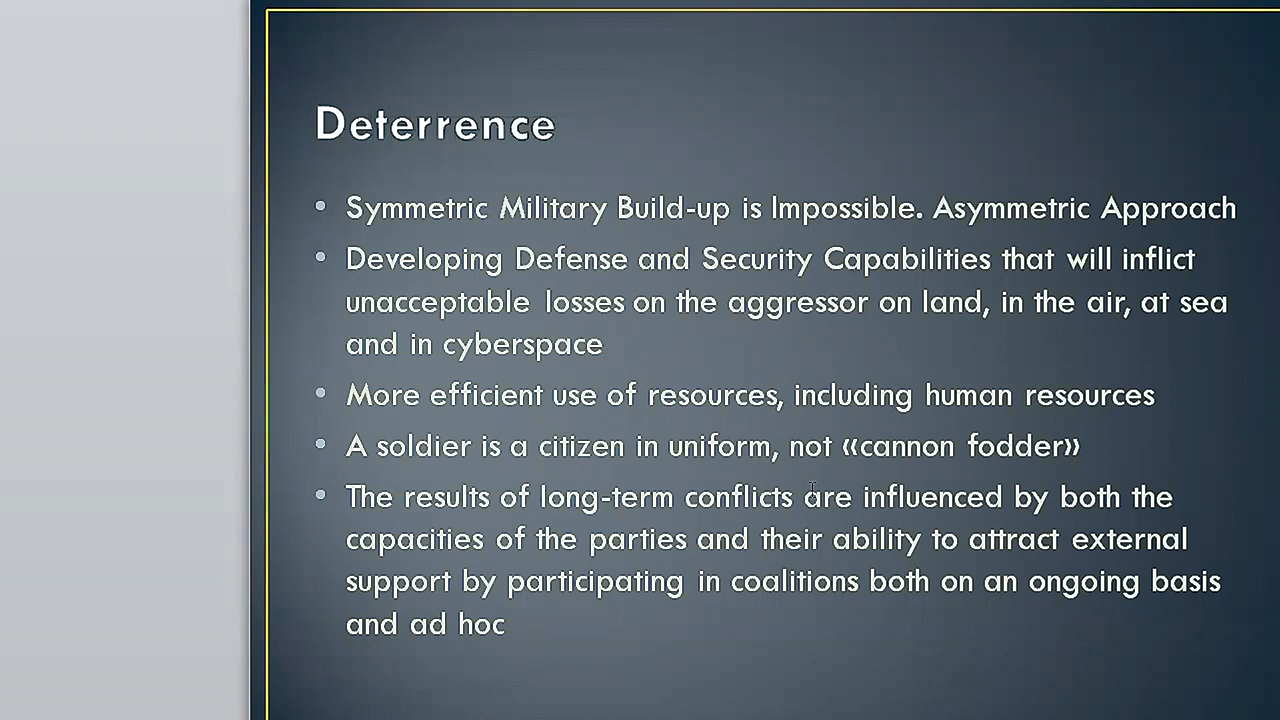 Deterrence
• Symmetric Military Build-up is Impossible. Asymmetric Approach
• Developing Defense and Security Capabilities that will inflict
unacceptable losses on the aggressor on land, in the air, at sea
and in cyberspace
• More efficient use of resources, including human resources
• A soldier is a citizen in uniform, not «cannon fodder»
• The results of long-term conflicts are influenced by both the
capacities of the parties and their ability to attract external
support by participating in coalitions both on an ongoing basis
and ad hoc